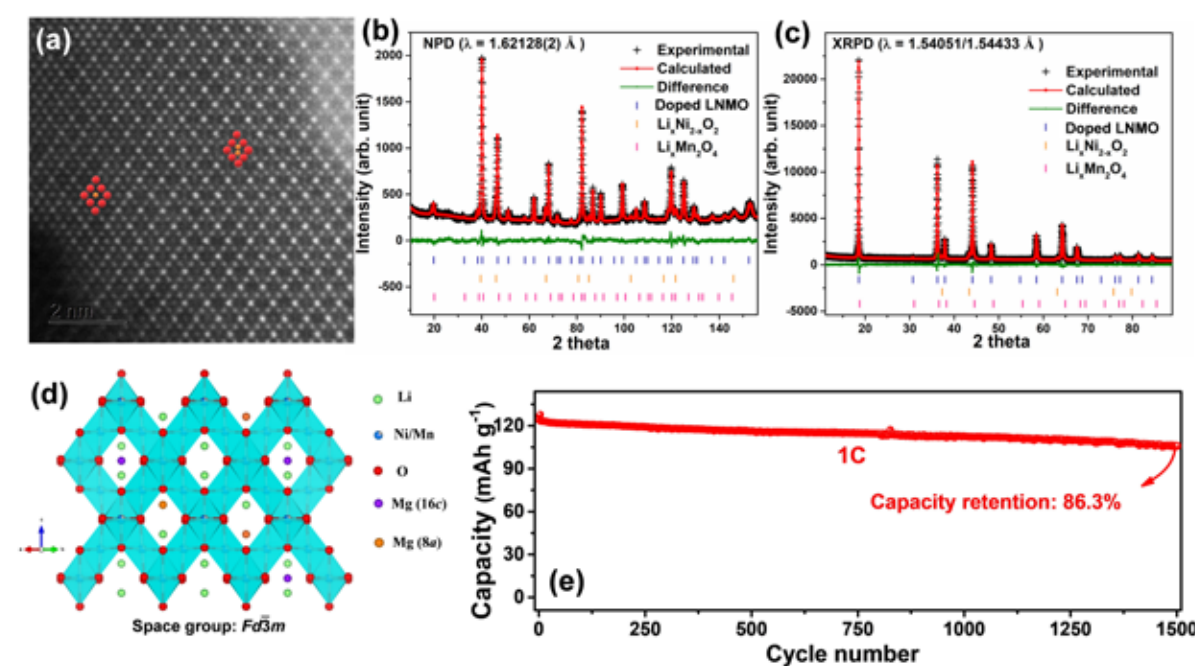 (a)
2 nm
(b)
NPD (λ = 1.62128(2) Å)
Experimental
Calculated
Difference
Doped LNMO
LiₓNi₂₋ₓO₂
LiₓMn₂O₄
Intensity (arb. unit)
2000
1500
1000
500
0
-500
20 40 60 80 100 120 140
2 theta
(c)
XRPD (λ = 1.54051/1.54433 Å)
Experimental
Calculated
Difference
Doped LNMO
LiₓNi₂₋ₓO₂
LiₓMn₂O₄
Intensity (arb. unit)
20000
15000
10000
5000
0
-5000
20 30 40 50 60 70 80
2 theta
(d)
Li
Ni/Mn
O
Mg (16c)
Mg (8a)
Space group: Fd3̅m
Capacity (mAh g⁻¹)
120
90
60
30
0
1C
Capacity retention: 86.3%
(e)
0 250 500 750 1000 1250 1500
Cycle number